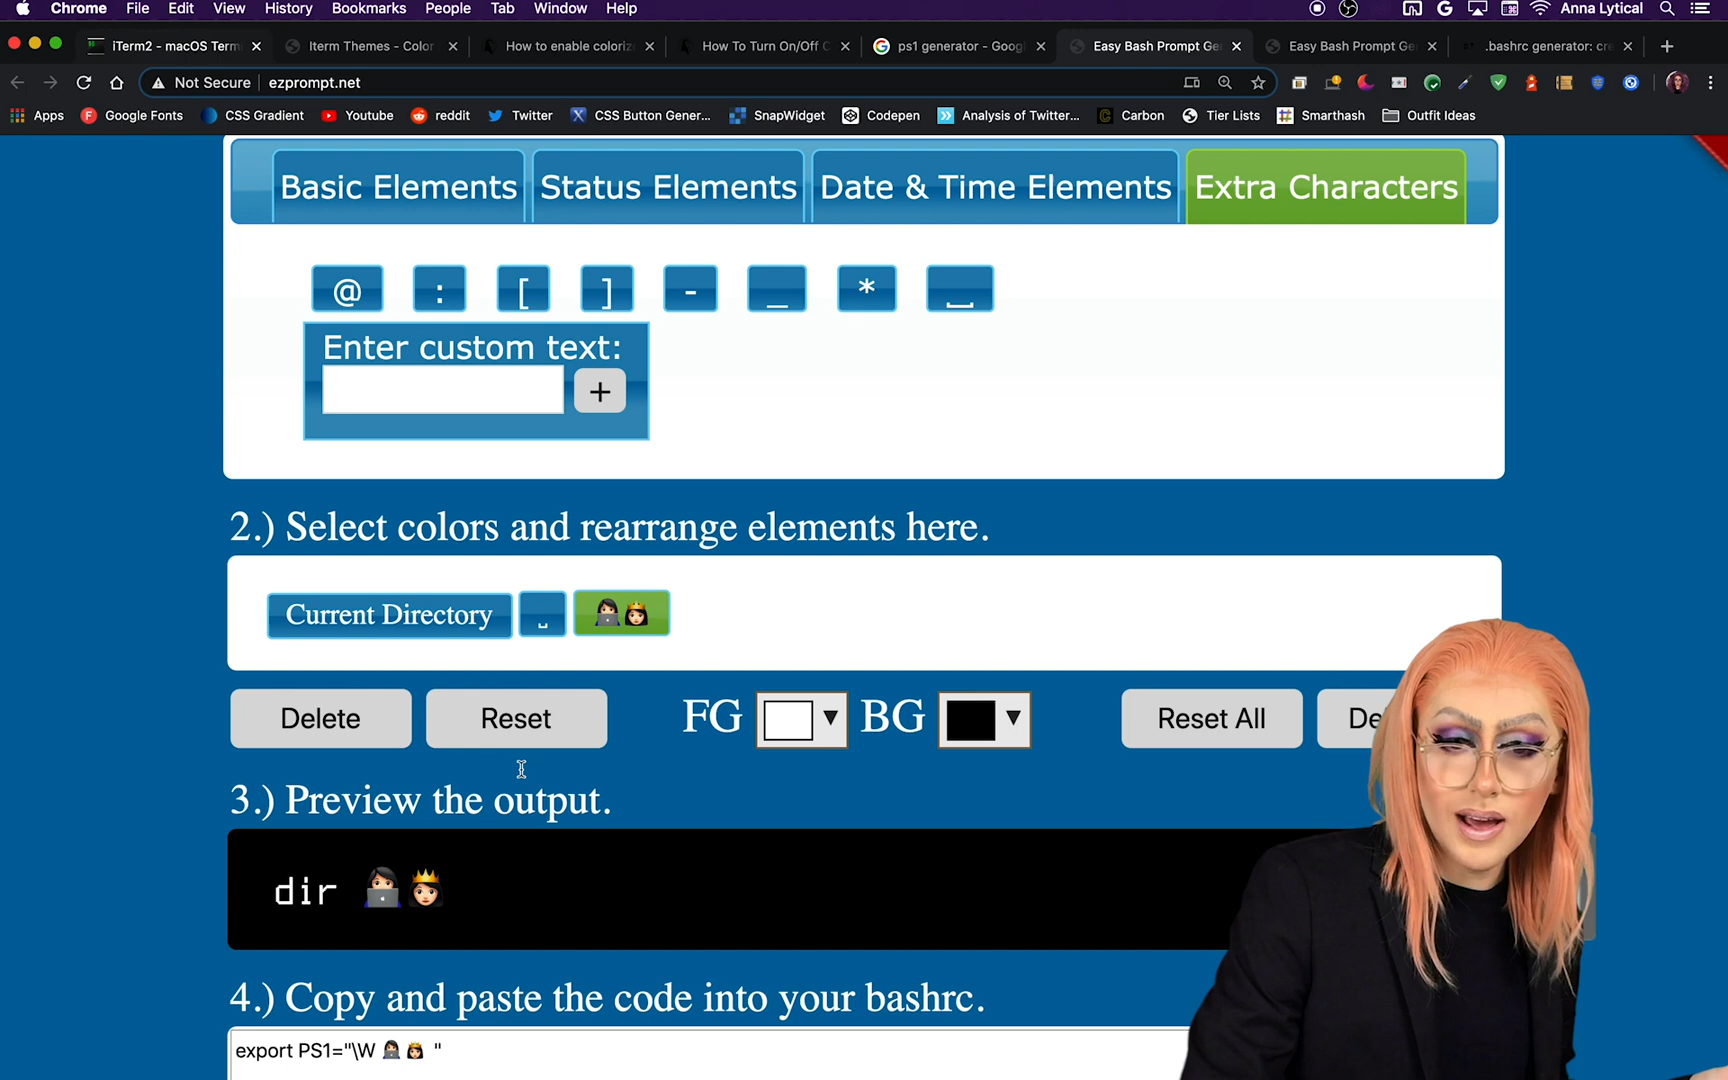 Chrome File Edit View History Bookmarks People Tab Window Help Anna Lytical
iTerm2 - macOS Term Iterm Themes - Color How to enable coloriz How To Turn On/Off C ps1 generator - Goog Easy Bash Prompt Ge Easy Bash Prompt Ge .bashrc generator: cre
Not Secure ezprompt.net
Apps Google Fonts CSS Gradient Youtube reddit Twitter CSS Button Gener... SnapWidget Codepen Analysis of Twitter... Carbon Tier Lists Smarthash Outfit Ideas
Basic Elements Status Elements Date & Time Elements Extra Characters
@ : [ ] - _ * ⎵
Enter custom text:
+
2.) Select colors and rearrange elements here.
Current Directory ⎵ 👩🏻‍💻👸🏻
Delete Reset FG BG Reset All De
3.) Preview the output.
dir 👩🏻‍💻👸🏻
4.) Copy and paste the code into your bashrc.
export PS1="\W 👩🏻‍💻👸🏻 "